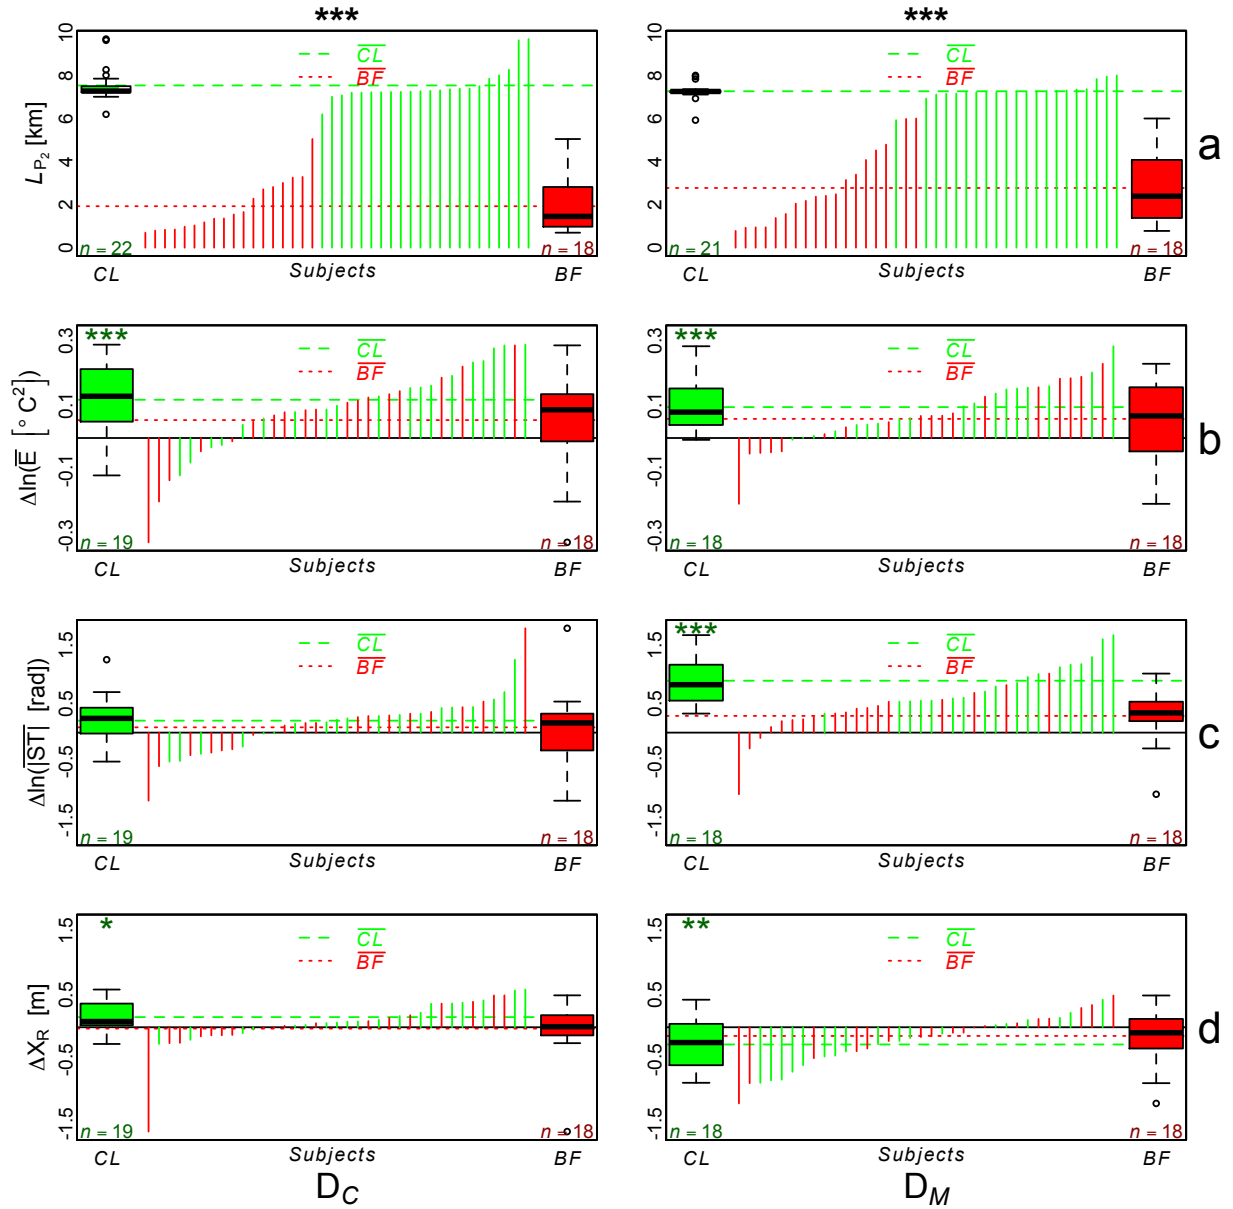 *** ***
10 8 6 4 2 0
L_P2 [km]
CL
BF
n = 22
n = 18
CL Subjects BF
10 8 6 4 2 0
CL
BF
n = 21
n = 18
CL Subjects BF
a
0.3 0.1 -0.1 -0.3
Δln(E [°C²])
***
CL
BF
n = 19
n = 18
CL Subjects BF
0.3 0.1 -0.1 -0.3
***
CL
BF
n = 18
n = 18
CL Subjects BF
b
1.5 0.5 -0.5 -1.5
Δln(|ST| [rad])
CL
BF
n = 19
n = 18
CL Subjects BF
1.5 0.5 -0.5 -1.5
***
CL
BF
n = 18
n = 18
CL Subjects BF
c
1.5 0.5 -0.5 -1.5
ΔX_R [m]
*
CL
BF
n = 19
n = 18
CL Subjects BF
1.5 0.5 -0.5 -1.5
**
CL
BF
n = 18
n = 18
CL Subjects BF
d
D_C D_M